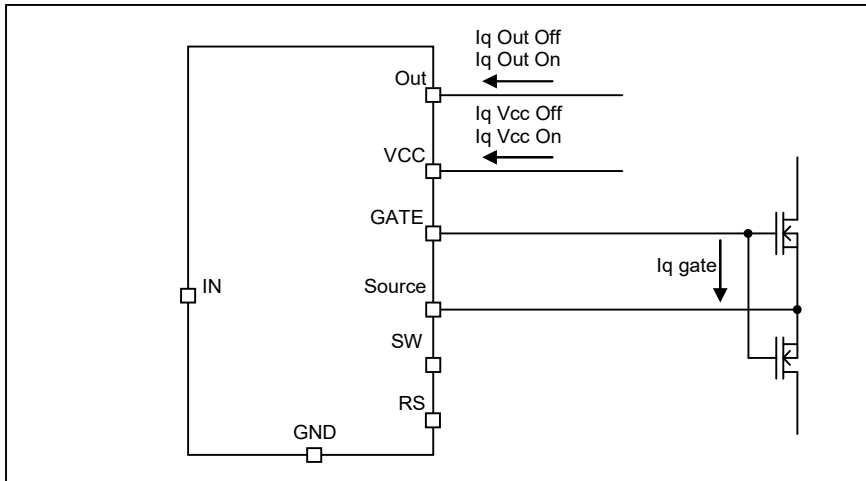 Iq Out Off
Iq Out On
Out
Iq Vcc Off
Iq Vcc On
VCC
GATE
Iq gate
IN
Source
SW
RS
GND